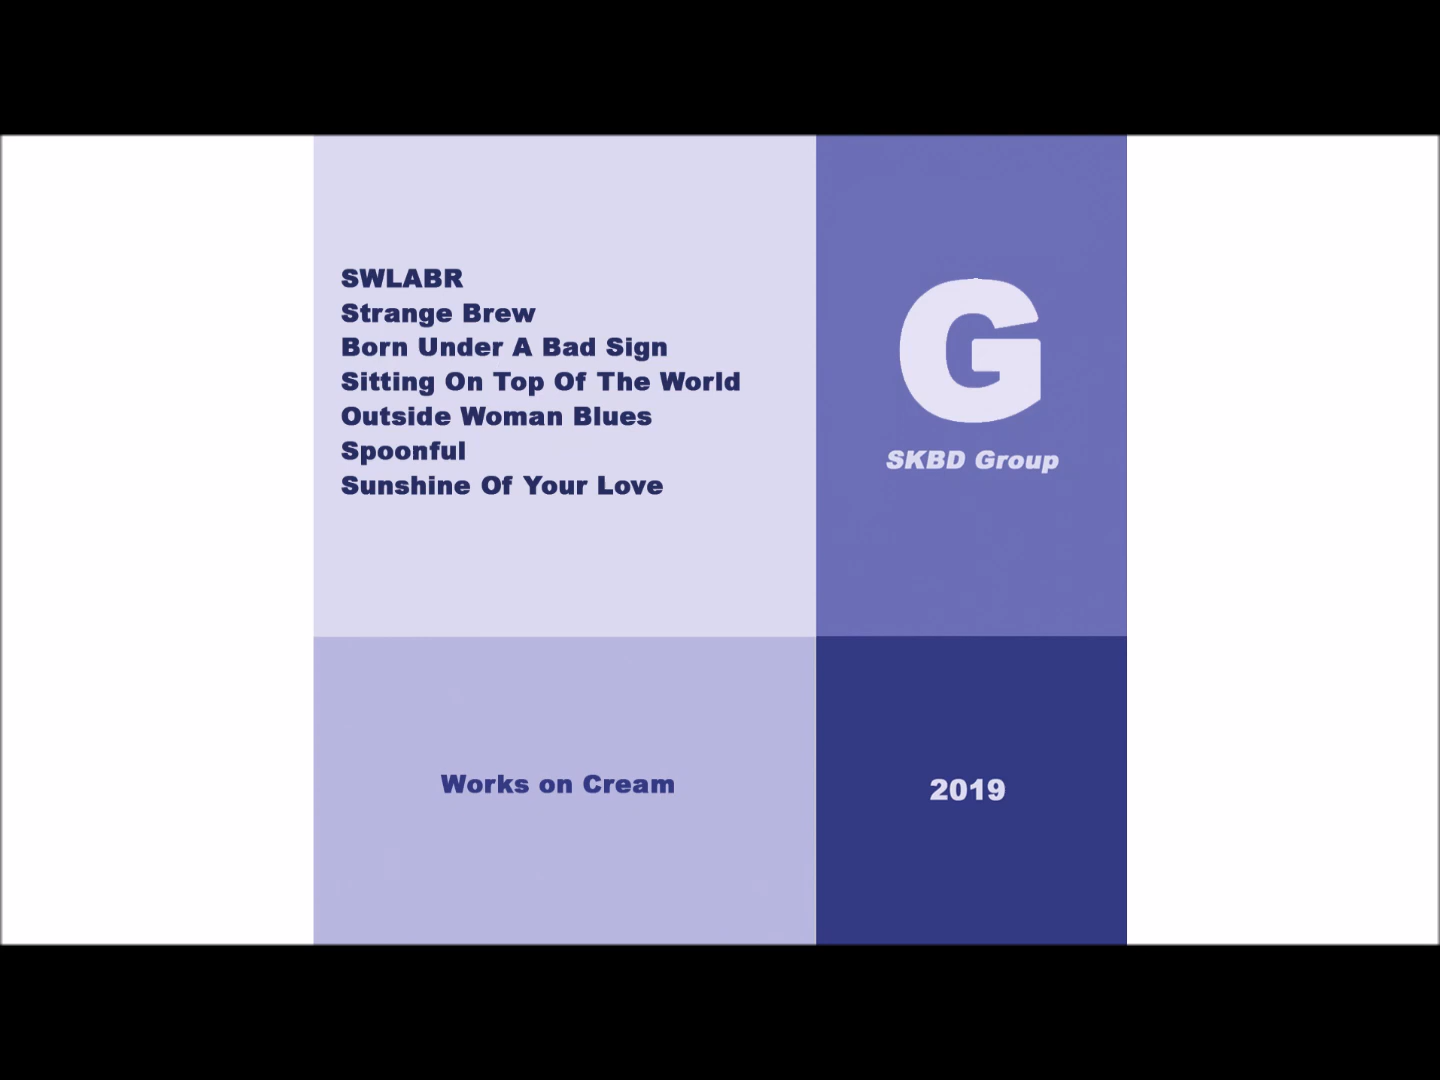 SWLABR
Strange Brew
Born Under A Bad Sign
Sitting On Top Of The World
Outside Woman Blues
Spoonful
Sunshine Of Your Love
G
SKBD Group
Works on Cream
2019